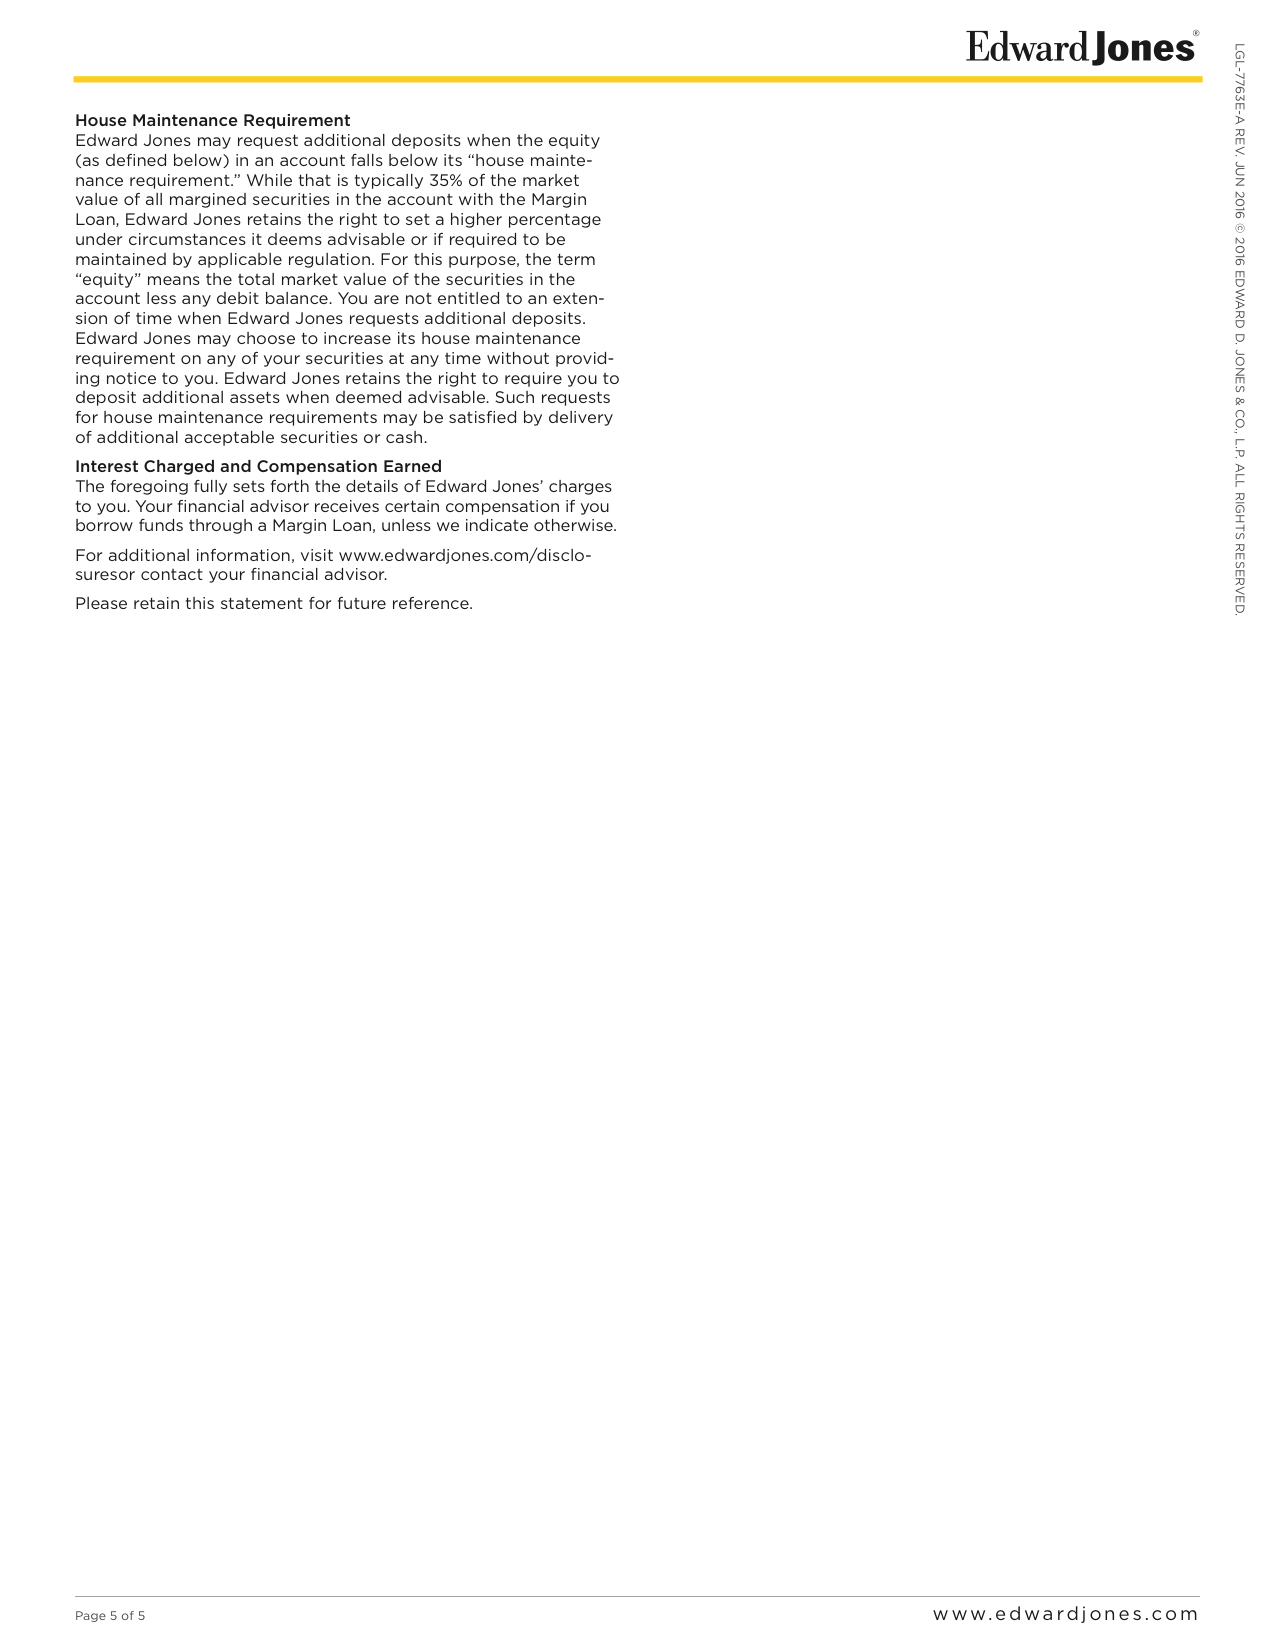 Edward Jones®
House Maintenance Requirement
Edward Jones may request additional deposits when the equity
(as defined below) in an account falls below its “house mainte-
nance requirement.” While that is typically 35% of the market
value of all margined securities in the account with the Margin
Loan, Edward Jones retains the right to set a higher percentage
under circumstances it deems advisable or if required to be
maintained by applicable regulation. For this purpose, the term
“equity” means the total market value of the securities in the
account less any debit balance. You are not entitled to an exten-
sion of time when Edward Jones requests additional deposits.
Edward Jones may choose to increase its house maintenance
requirement on any of your securities at any time without provid-
ing notice to you. Edward Jones retains the right to require you to
deposit additional assets when deemed advisable. Such requests
for house maintenance requirements may be satisfied by delivery
of additional acceptable securities or cash.
Interest Charged and Compensation Earned
The foregoing fully sets forth the details of Edward Jones’ charges
to you. Your financial advisor receives certain compensation if you
borrow funds through a Margin Loan, unless we indicate otherwise.
For additional information, visit www.edwardjones.com/disclo-
suresor contact your financial advisor.
Please retain this statement for future reference.
LGL-7763E-A REV. JUN 2016 © 2016 EDWARD D. JONES & CO., L.P. ALL RIGHTS RESERVED.
Page 5 of 5
www.edwardjones.com